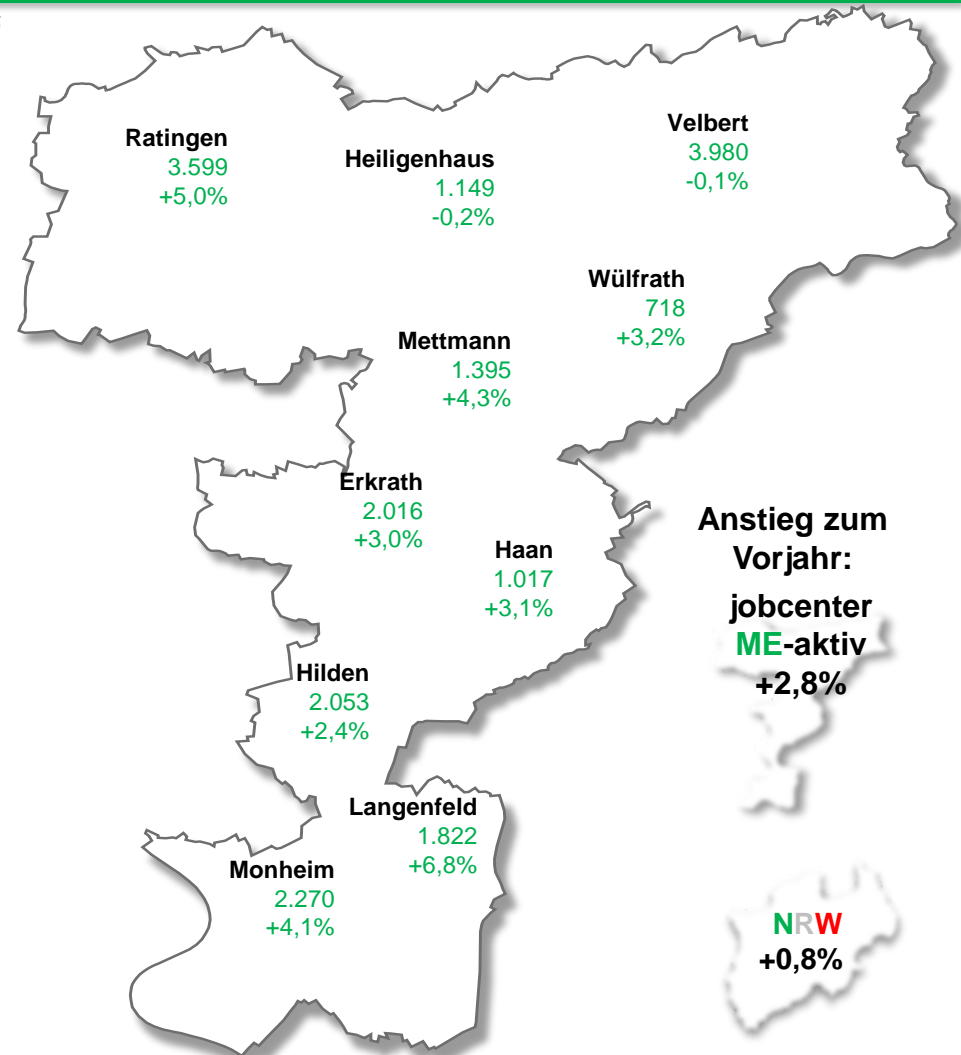 Ratingen
3.599
+5,0%
Heiligenhaus
1.149
-0,2%
Velbert
3.980
-0,1%
Wülfrath
718
+3,2%
Mettmann
1.395
+4,3%
Erkrath
2.016
+3,0%
Haan
1.017
+3,1%
Hilden
2.053
+2,4%
Langenfeld
1.822
+6,8%
Monheim
2.270
+4,1%
Anstieg zum
Vorjahr:
jobcenter
ME-aktiv
+2,8%
NRW
+0,8%